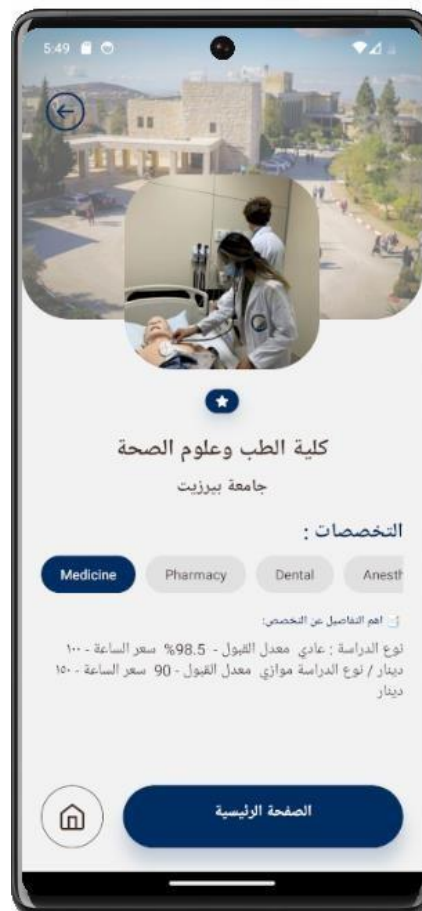 5:49
كلية الطب وعلوم الصحة
جامعة بيرزيت
التخصصات :
Medicine
Pharmacy
Dental
Anesth
اهم التفاصيل عن التخصص:
نوع الدراسة : عادي معدل القبول - 98.5% سعر الساعة - ١٠٠
دينار / نوع الدراسة موازي معدل القبول - 90 سعر الساعة - ١٥٠
دينار
الصفحة الرئيسية